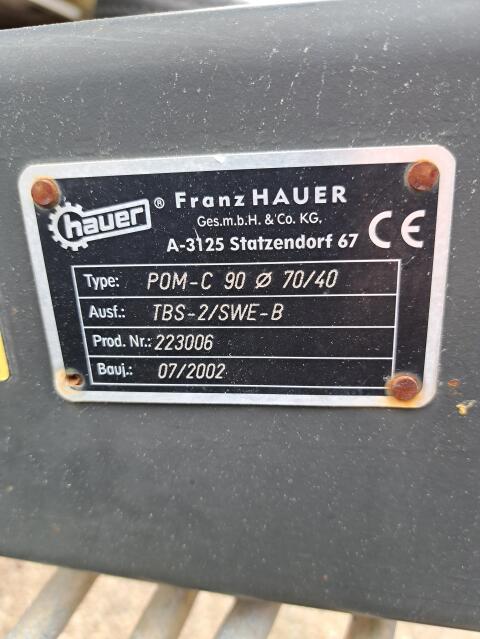 hauer ® Franz HAUER
Ges.m.b.H. & Co. KG.
A-3125 Statzendorf 67 CE
Type: POM-C 90 Ø 70/40
Ausf.: TBS-2/SWE-B
Prod. Nr.: 223006
Bauj.: 07/2002